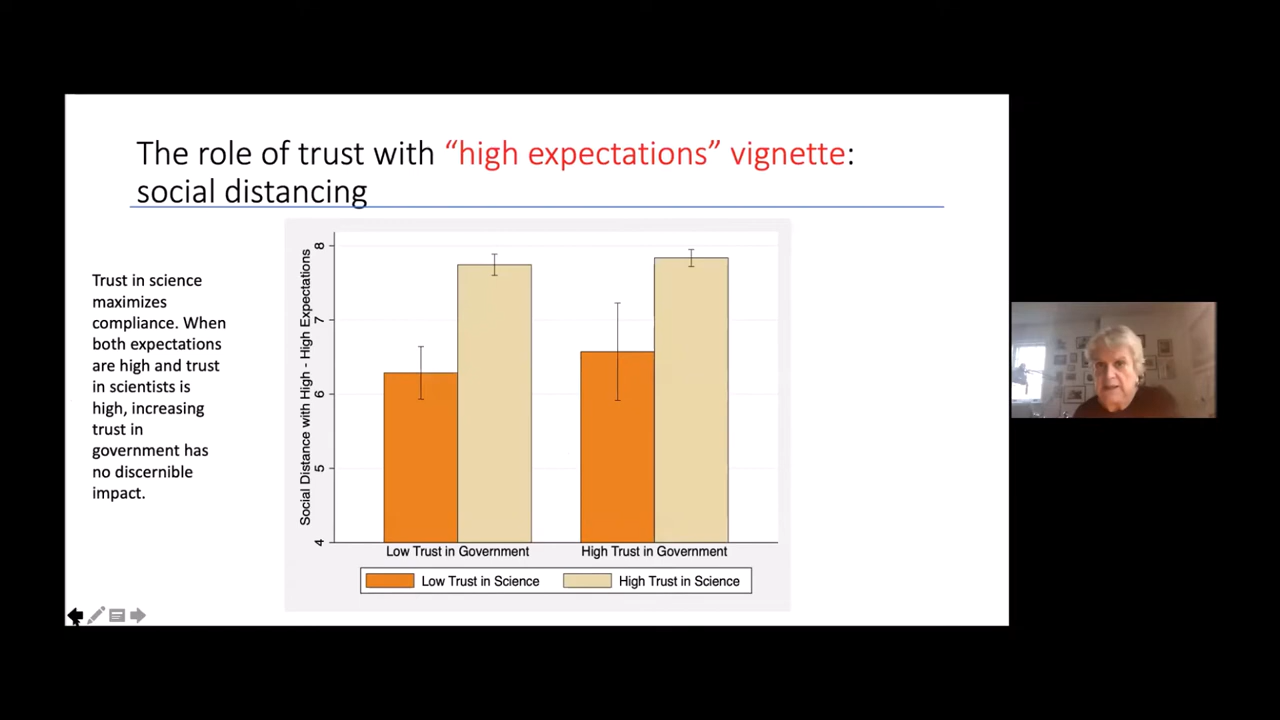 The role of trust with “high expectations” vignette:
social distancing
Trust in science
maximizes
compliance. When
both expectations
are high and trust
in scientists is
high, increasing
trust in
government has
no discernible
impact.
Social Distance with High - High Expectations
8
7
6
5
4
Low Trust in Government
High Trust in Government
Low Trust in Science
High Trust in Science